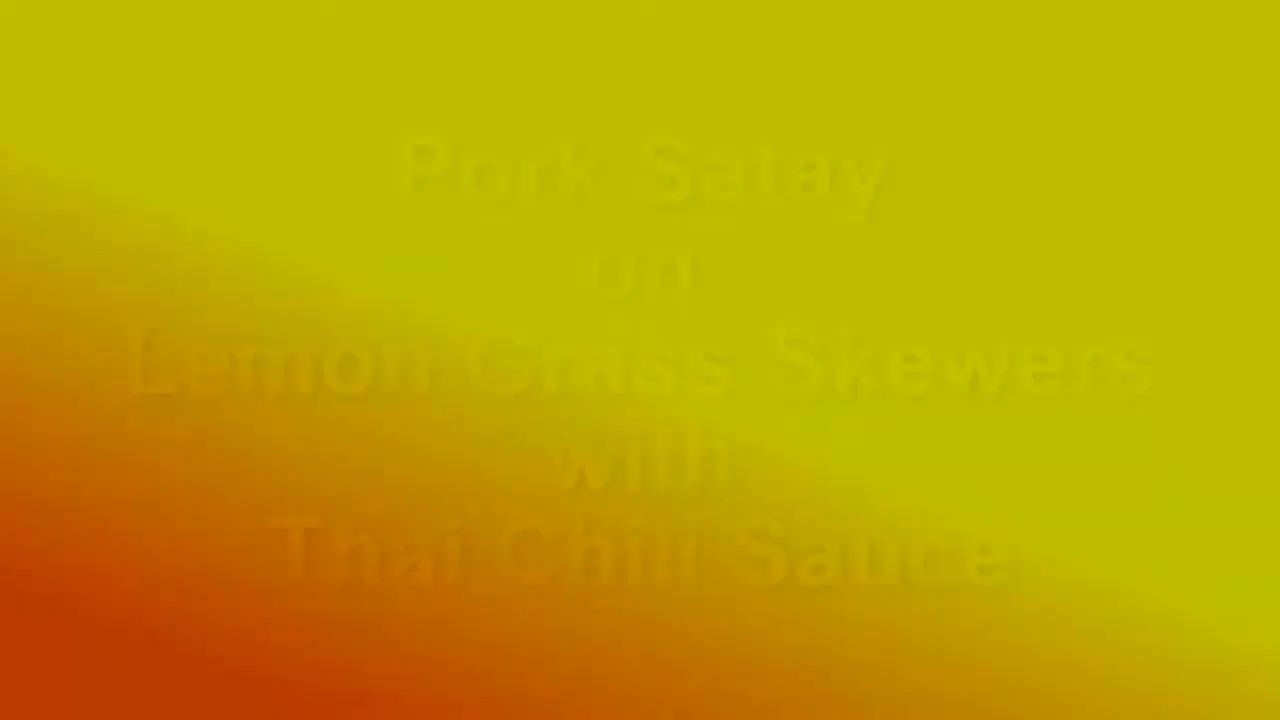 Pork Satay
on
Lemon Grass Skewers
with
Thai Chili Sauce